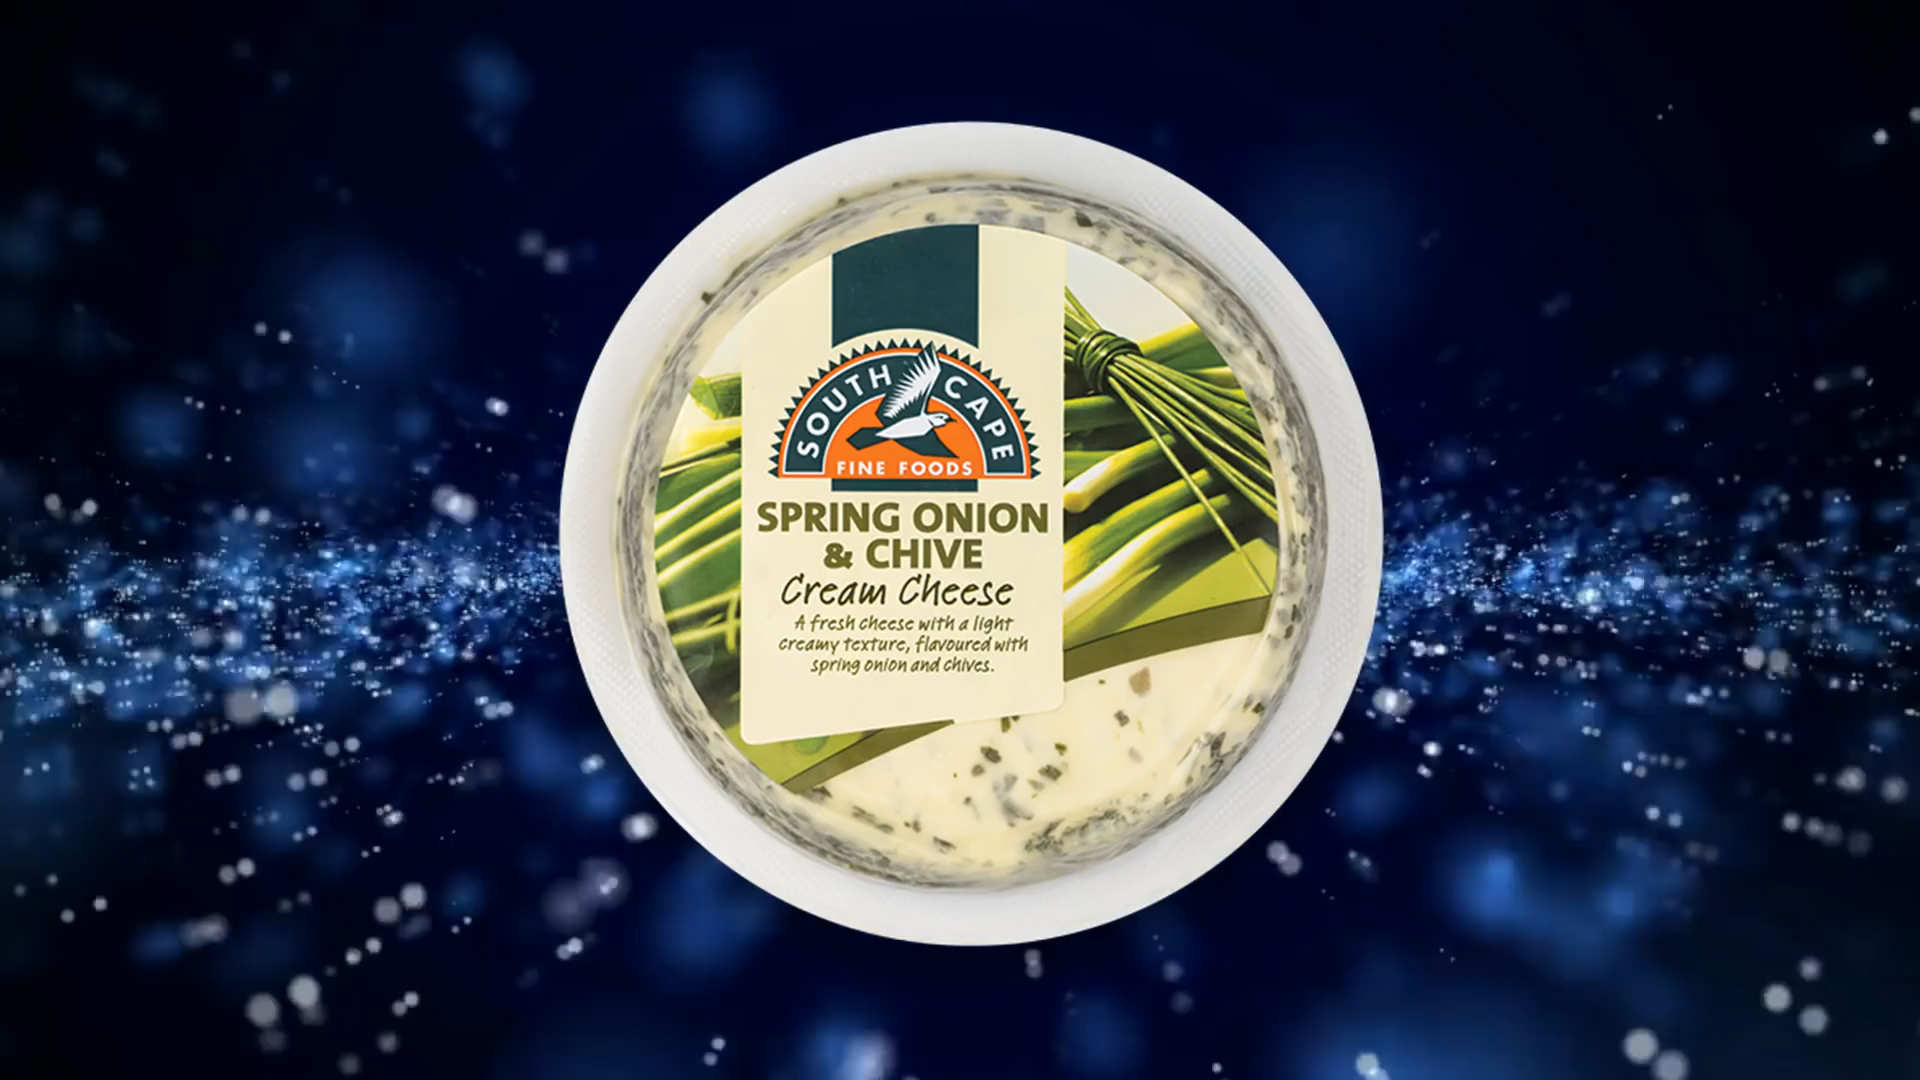 SOUTH CAPE
FINE FOODS
SPRING ONION
& CHIVE
Cream Cheese
A fresh cheese with a light
creamy texture, flavoured with
spring onion and chives.